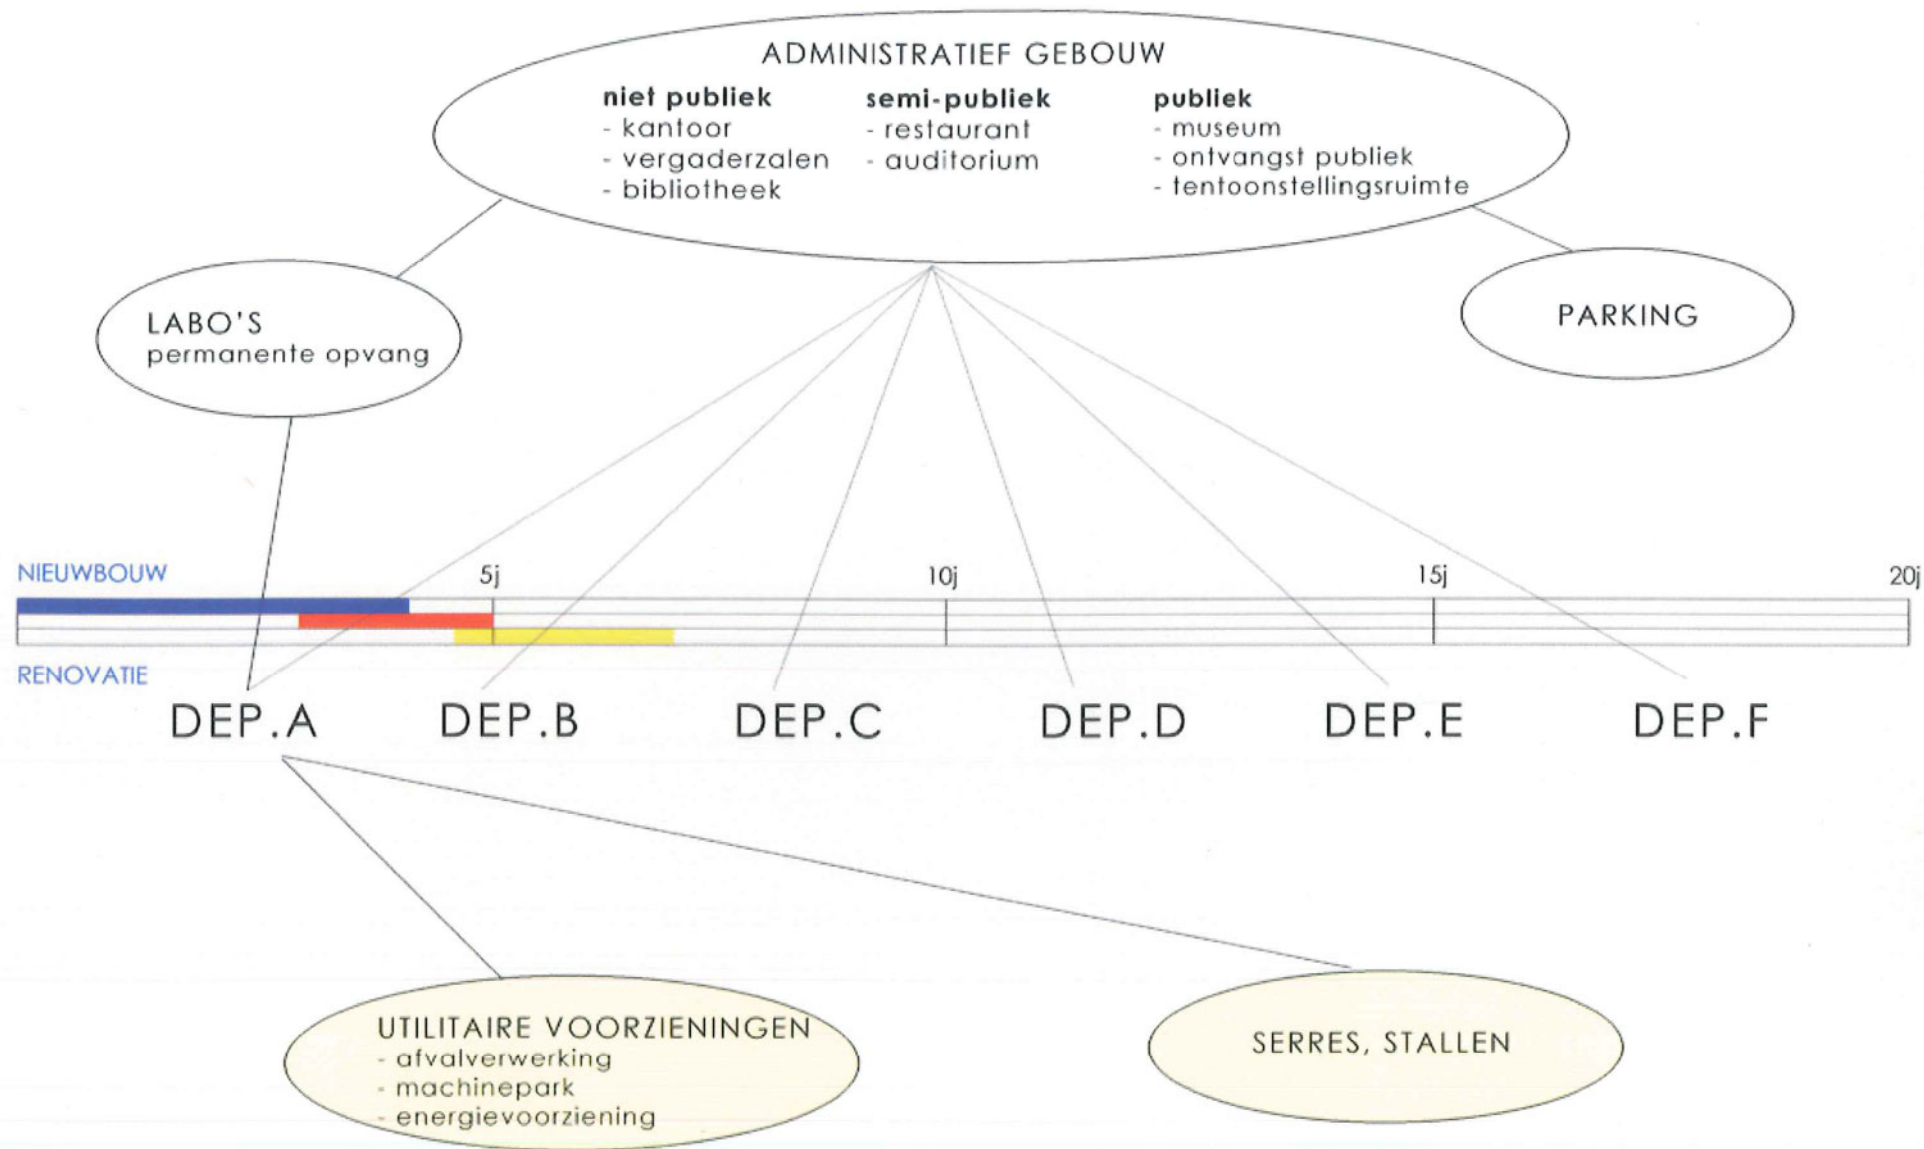 ADMINISTRATIEF GEBOUW
niet publiek
- kantoor
- vergaderzalen
- bibliotheek
semi-publiek
- restaurant
- auditorium
publiek
- museum
- ontvangst publiek
- tentoonstellingsruimte
LABO'S
permanente opvang
PARKING
NIEUWBOUW
5j
10j
15j
20j
RENOVATIE
DEP.A
DEP.B
DEP.C
DEP.D
DEP.E
DEP.F
UTILITAIRE VOORZIENINGEN
- afvalverwerking
- machinepark
- energievoorziening
SERRES, STALLEN